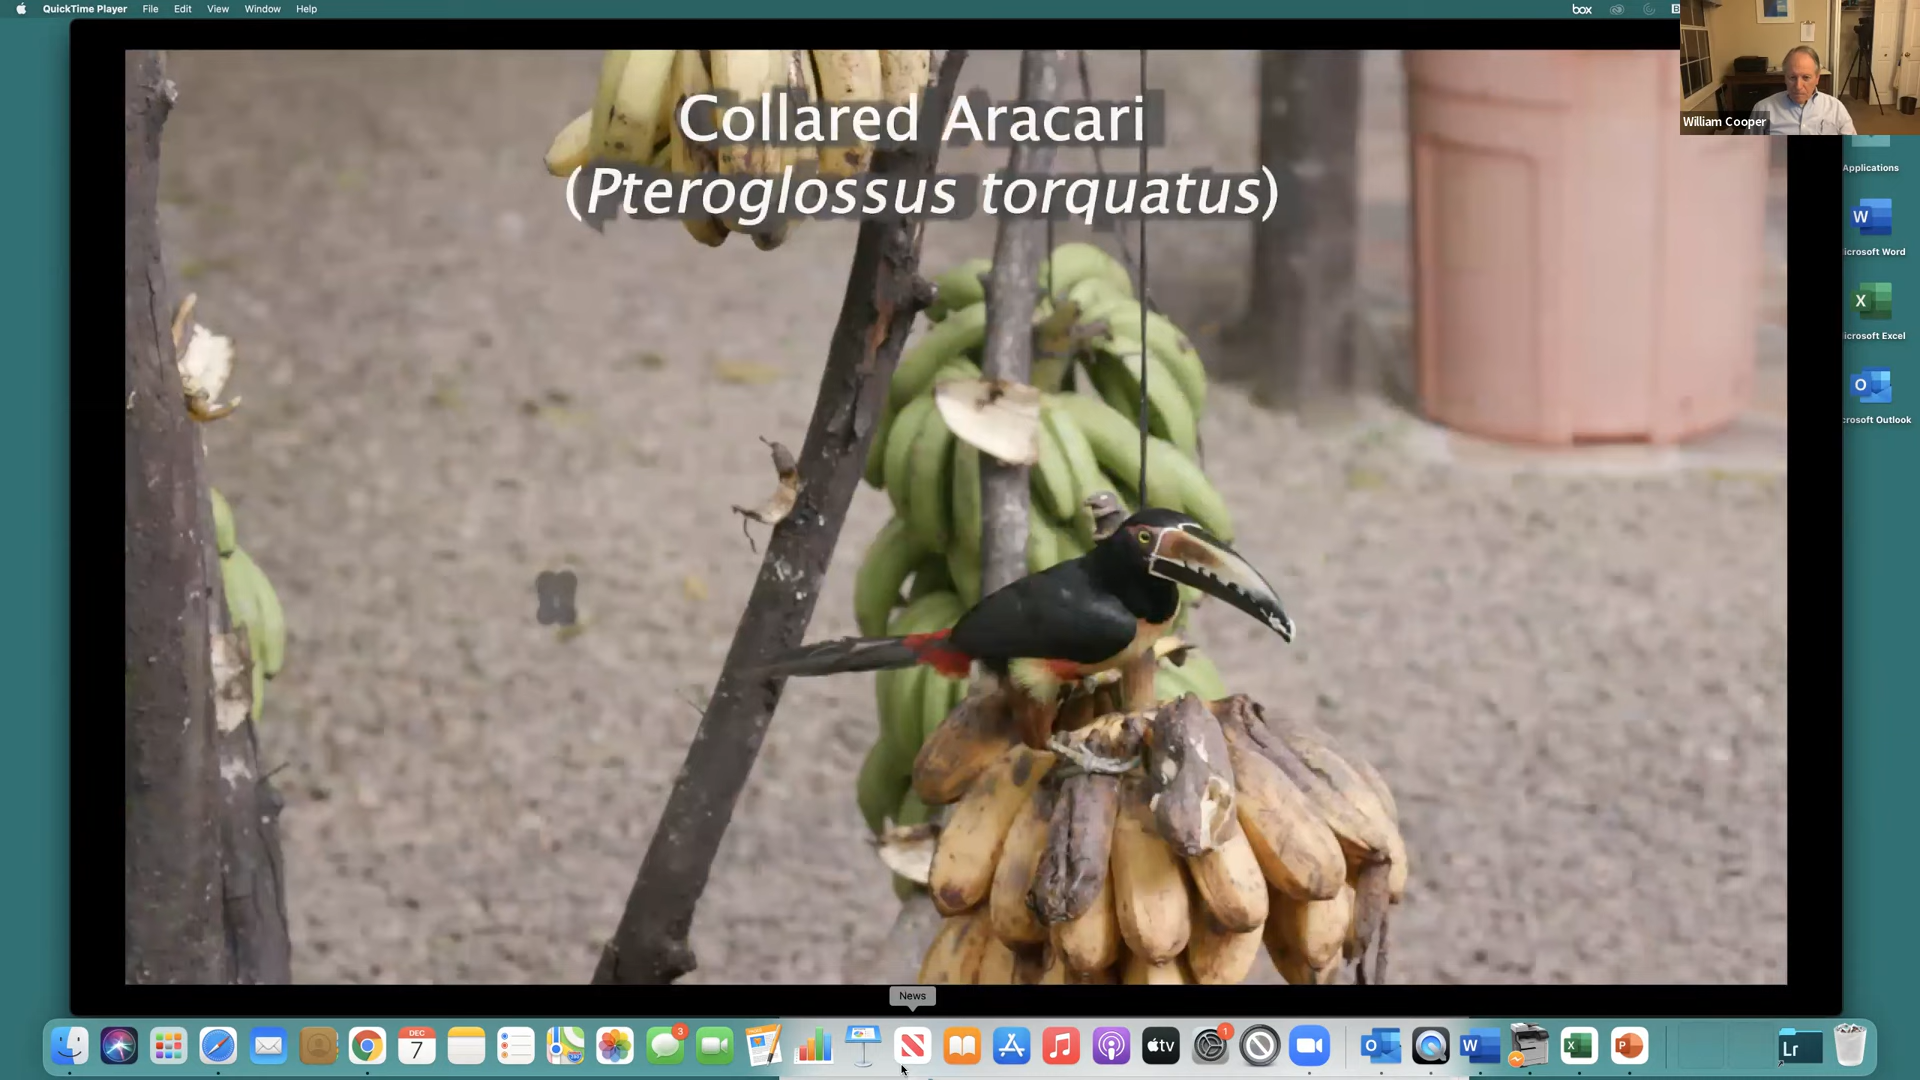 QuickTime Player File Edit View Window Help
box
William Cooper
Collared Aracari
(Pteroglossus torquatus)
Applications
W
icrosoft Word
X
icrosoft Excel
O
crosoft Outlook
News
DEC
7
3
tv
1
W
X
P
Lr